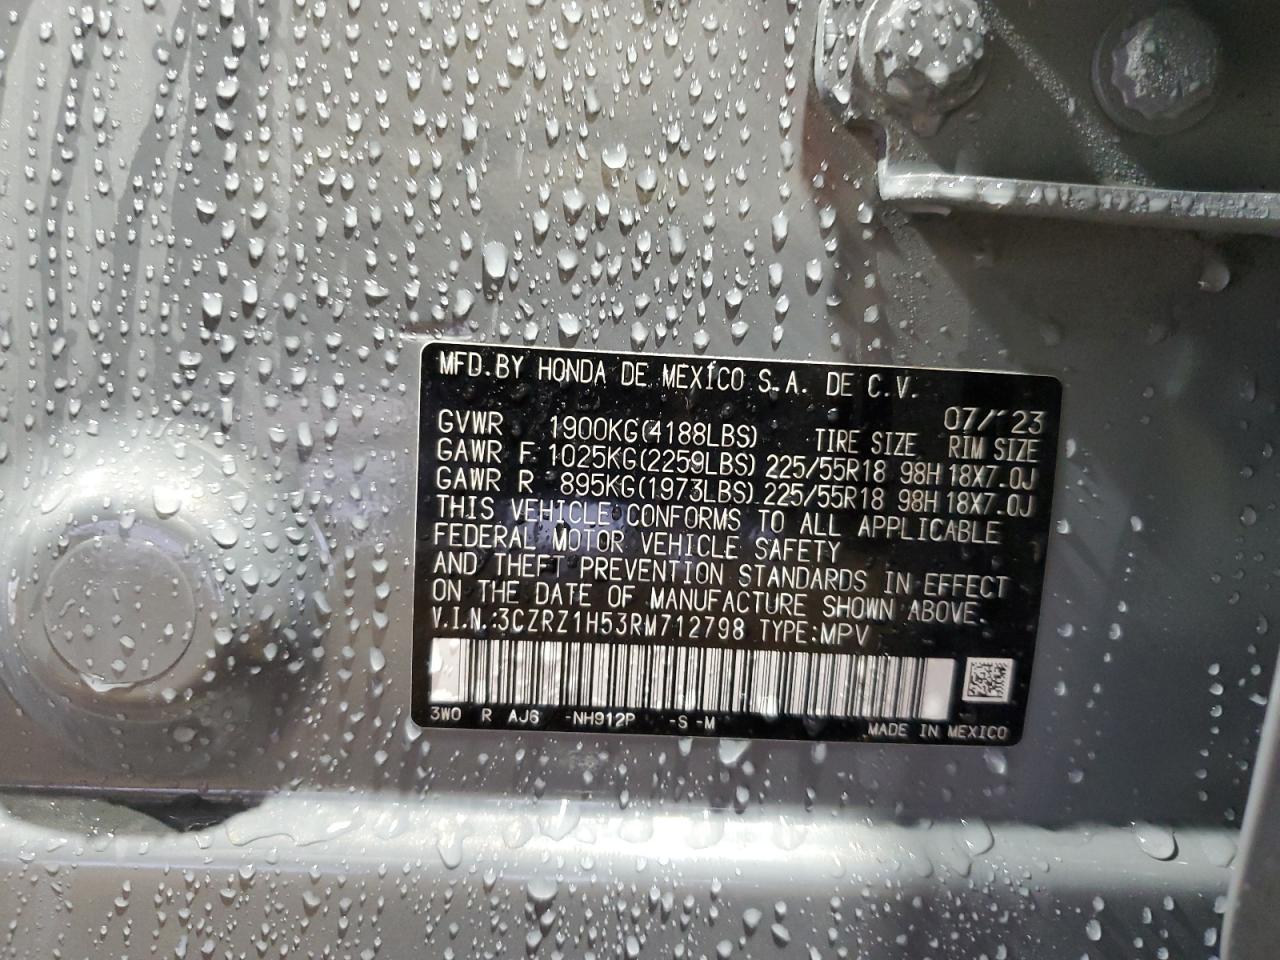 MFD.BY HONDA DE MEXICO S.A. DE C.V.
07/ 23
GVWR 1900KG(4188LBS) TIRE SIZE RIM SIZE
GAWR F 1025KG(2259LBS) 225/55R18 98H 18X7.0J
GAWR R 895KG(1973LBS) 225/55R18 98H 18X7.0J
THIS VEHICLE CONFORMS TO ALL APPLICABLE
FEDERAL MOTOR VEHICLE SAFETY
AND THEFT PREVENTION STANDARDS IN EFFECT
ON THE DATE OF MANUFACTURE SHOWN ABOVE.
V.I.N.:3CZRZ1H53RM712798 TYPE:MPV
3W0 R AJ6 -NH912P -S -M MADE IN MEXICO